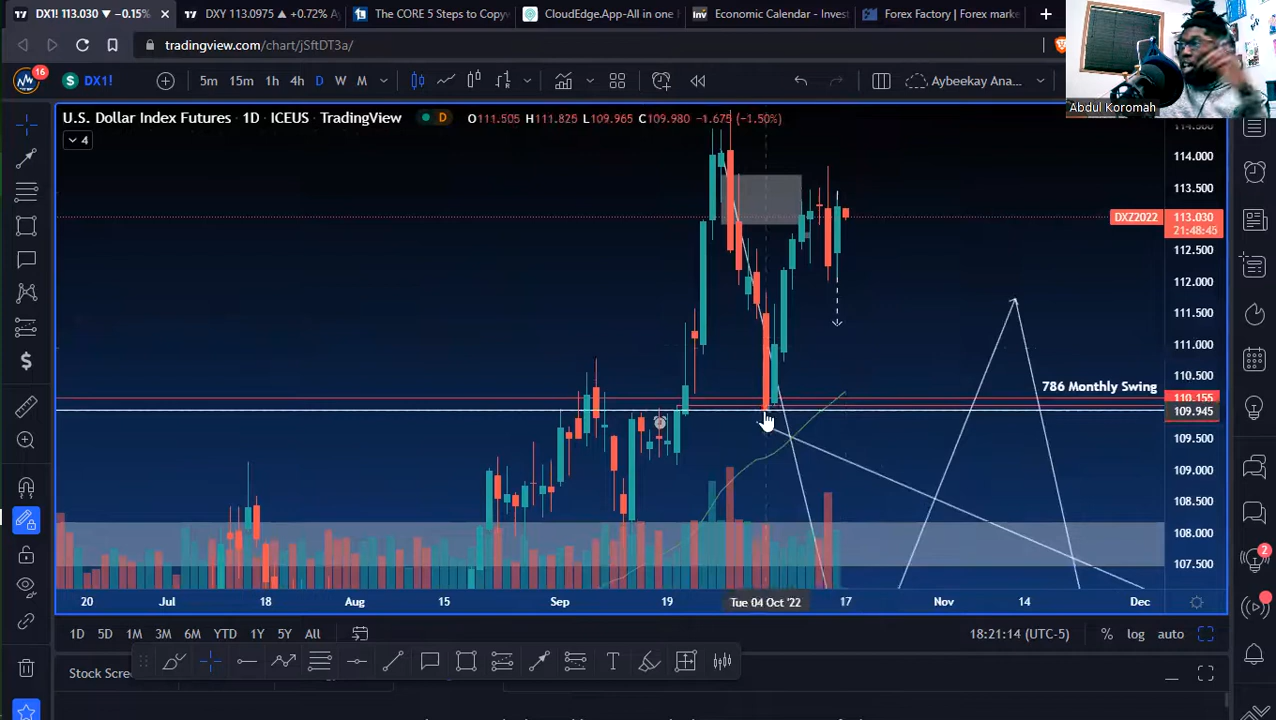 DX1! 113.030 ▼ −0.15%
DXY 113.0975 ▲ +0.72%
The CORE 5 Steps to Copyw
CloudEdge.App-All in one
Economic Calendar - Invest
Forex Factory | Forex mark
tradingview.com/chart/jSftDT3a/
Abdul Koromah
16
DX1!
5m 15m 1h 4h D W M
Aybeekay Ana...
U.S. Dollar Index Futures · 1D · ICEUS · TradingView
D
O111.505 H111.825 L109.965 C109.980 −1.675 (−1.50%)
4
114.500
114.000
113.500
DXZ2022 113.030
21:48:45
112.500
112.000
111.500
111.000
110.500
786 Monthly Swing
110.155
109.945
109.500
109.000
108.500
108.000
107.500
20 Jul 18 Aug 15 Sep 19 Tue 04 Oct '22 17 Nov 14 Dec
1D 5D 1M 3M 6M YTD 1Y 5Y All
18:21:14 (UTC-5) % log auto
2
Stock Scre